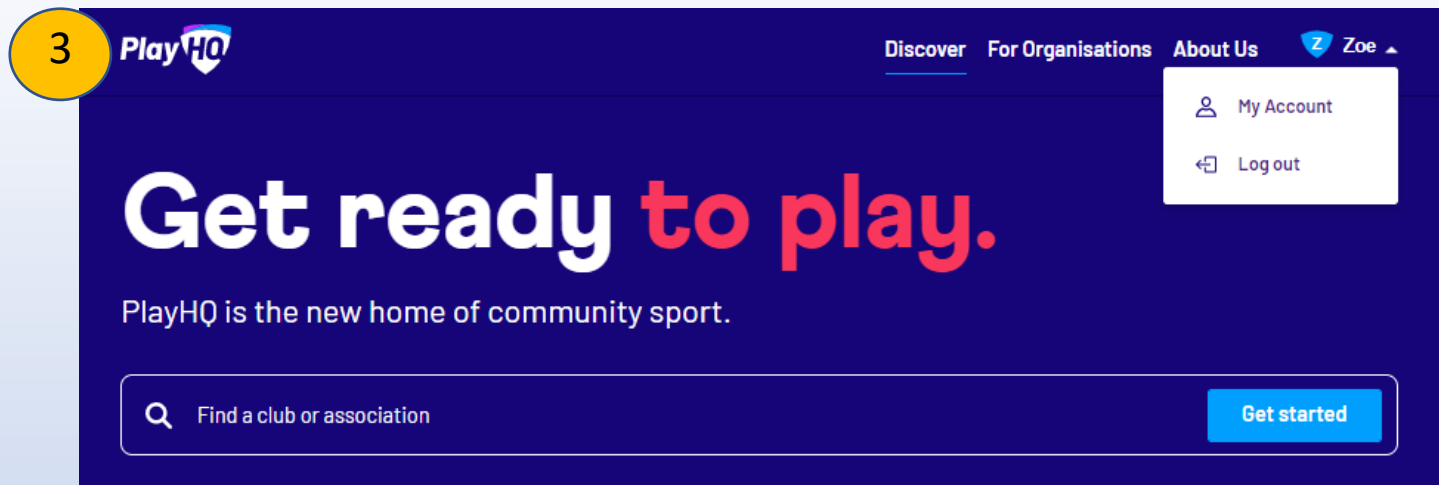 3
PlayHQ
Discover For Organisations About Us Z Zoe
My Account
Log out
Get ready to play.
PlayHQ is the new home of community sport.
Find a club or association
Get started